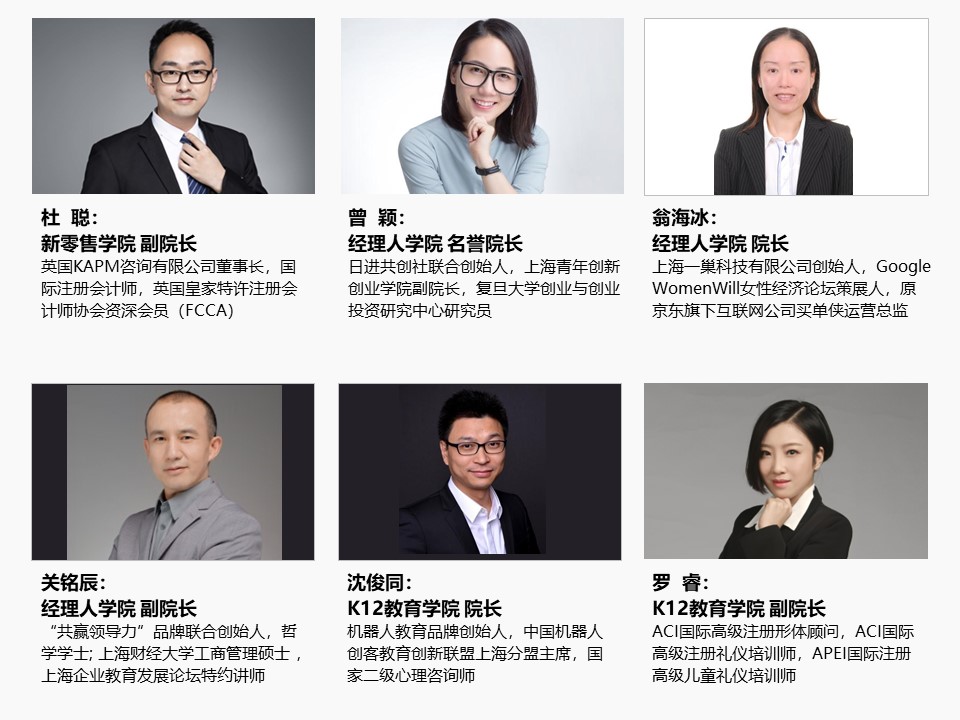 杜 聪：
新零售学院 副院长
英国KAPM咨询有限公司董事长，国
际注册会计师，英国皇家特许注册会
计师协会资深会员（FCCA）
曾 颖：
经理人学院 名誉院长
日进共创社联合创始人，上海青年创新
创业学院副院长，复旦大学创业与创业
投资研究中心研究员
翁海冰：
经理人学院 院长
上海一巢科技有限公司创始人，Google
WomenWill女性经济论坛策展人，原
京东旗下互联网公司买单侠运营总监
关铭辰：
经理人学院 副院长
“共赢领导力”品牌联合创始人，哲
学学士; 上海财经大学工商管理硕士，
上海企业教育发展论坛特约讲师
沈俊同：
K12教育学院 院长
机器人教育品牌创始人，中国机器人
创客教育创新联盟上海分盟主席，国
家二级心理咨询师
罗 睿：
K12教育学院 副院长
ACI国际高级注册形体顾问，ACI国际
高级注册礼仪培训师，APEI国际注册
高级儿童礼仪培训师